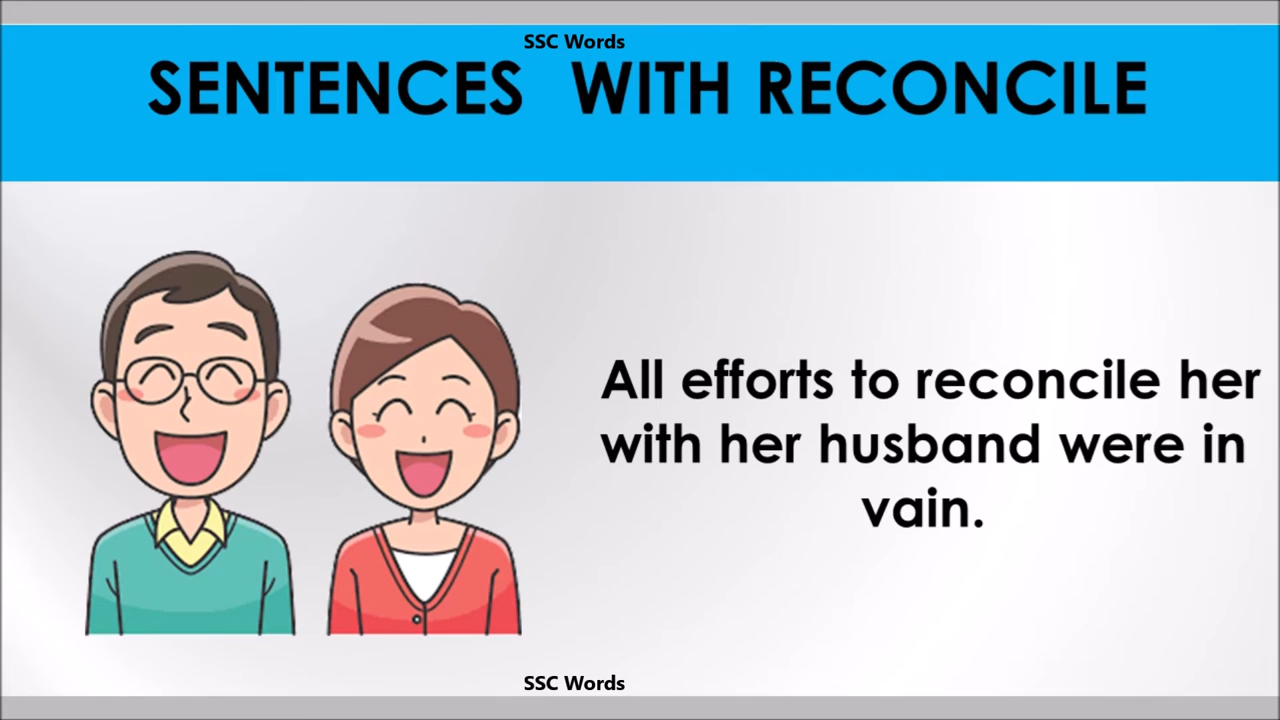 SSC Words
SENTENCES WITH RECONCILE
All efforts to reconcile her
with her husband were in
vain.
SSC Words